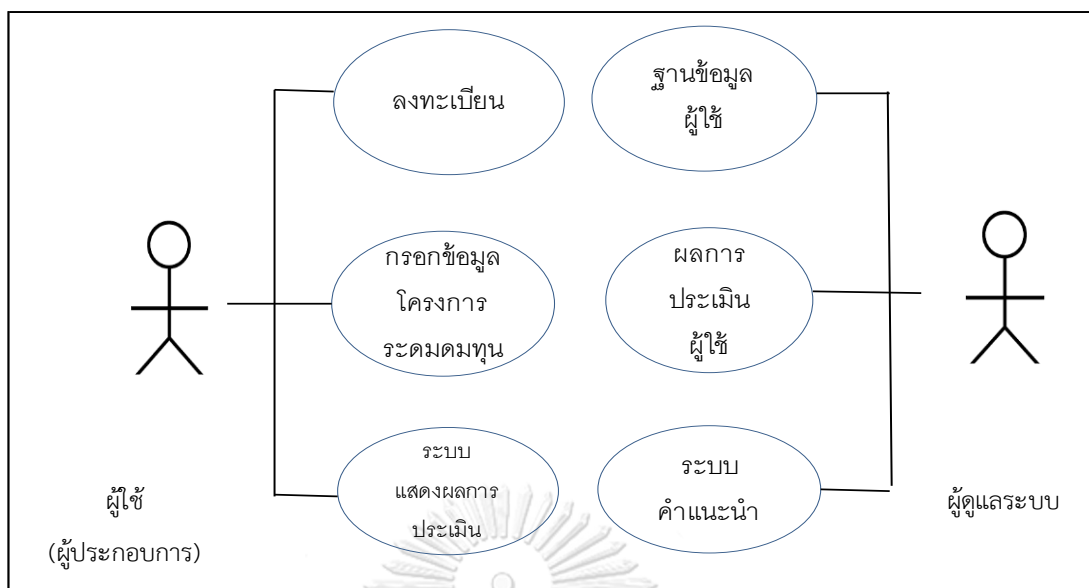 ลงทะเบียน
ฐานข้อมูล
ผู้ใช้
กรอกข้อมูล
โครงการ
ระดมดมทุน
ผลการ
ประเมิน
ผู้ใช้
ระบบ
แสดงผลการ
ประเมิน
ระบบ
คำแนะนำ
ผู้ใช้
(ผู้ประกอบการ)
ผู้ดูแลระบบ